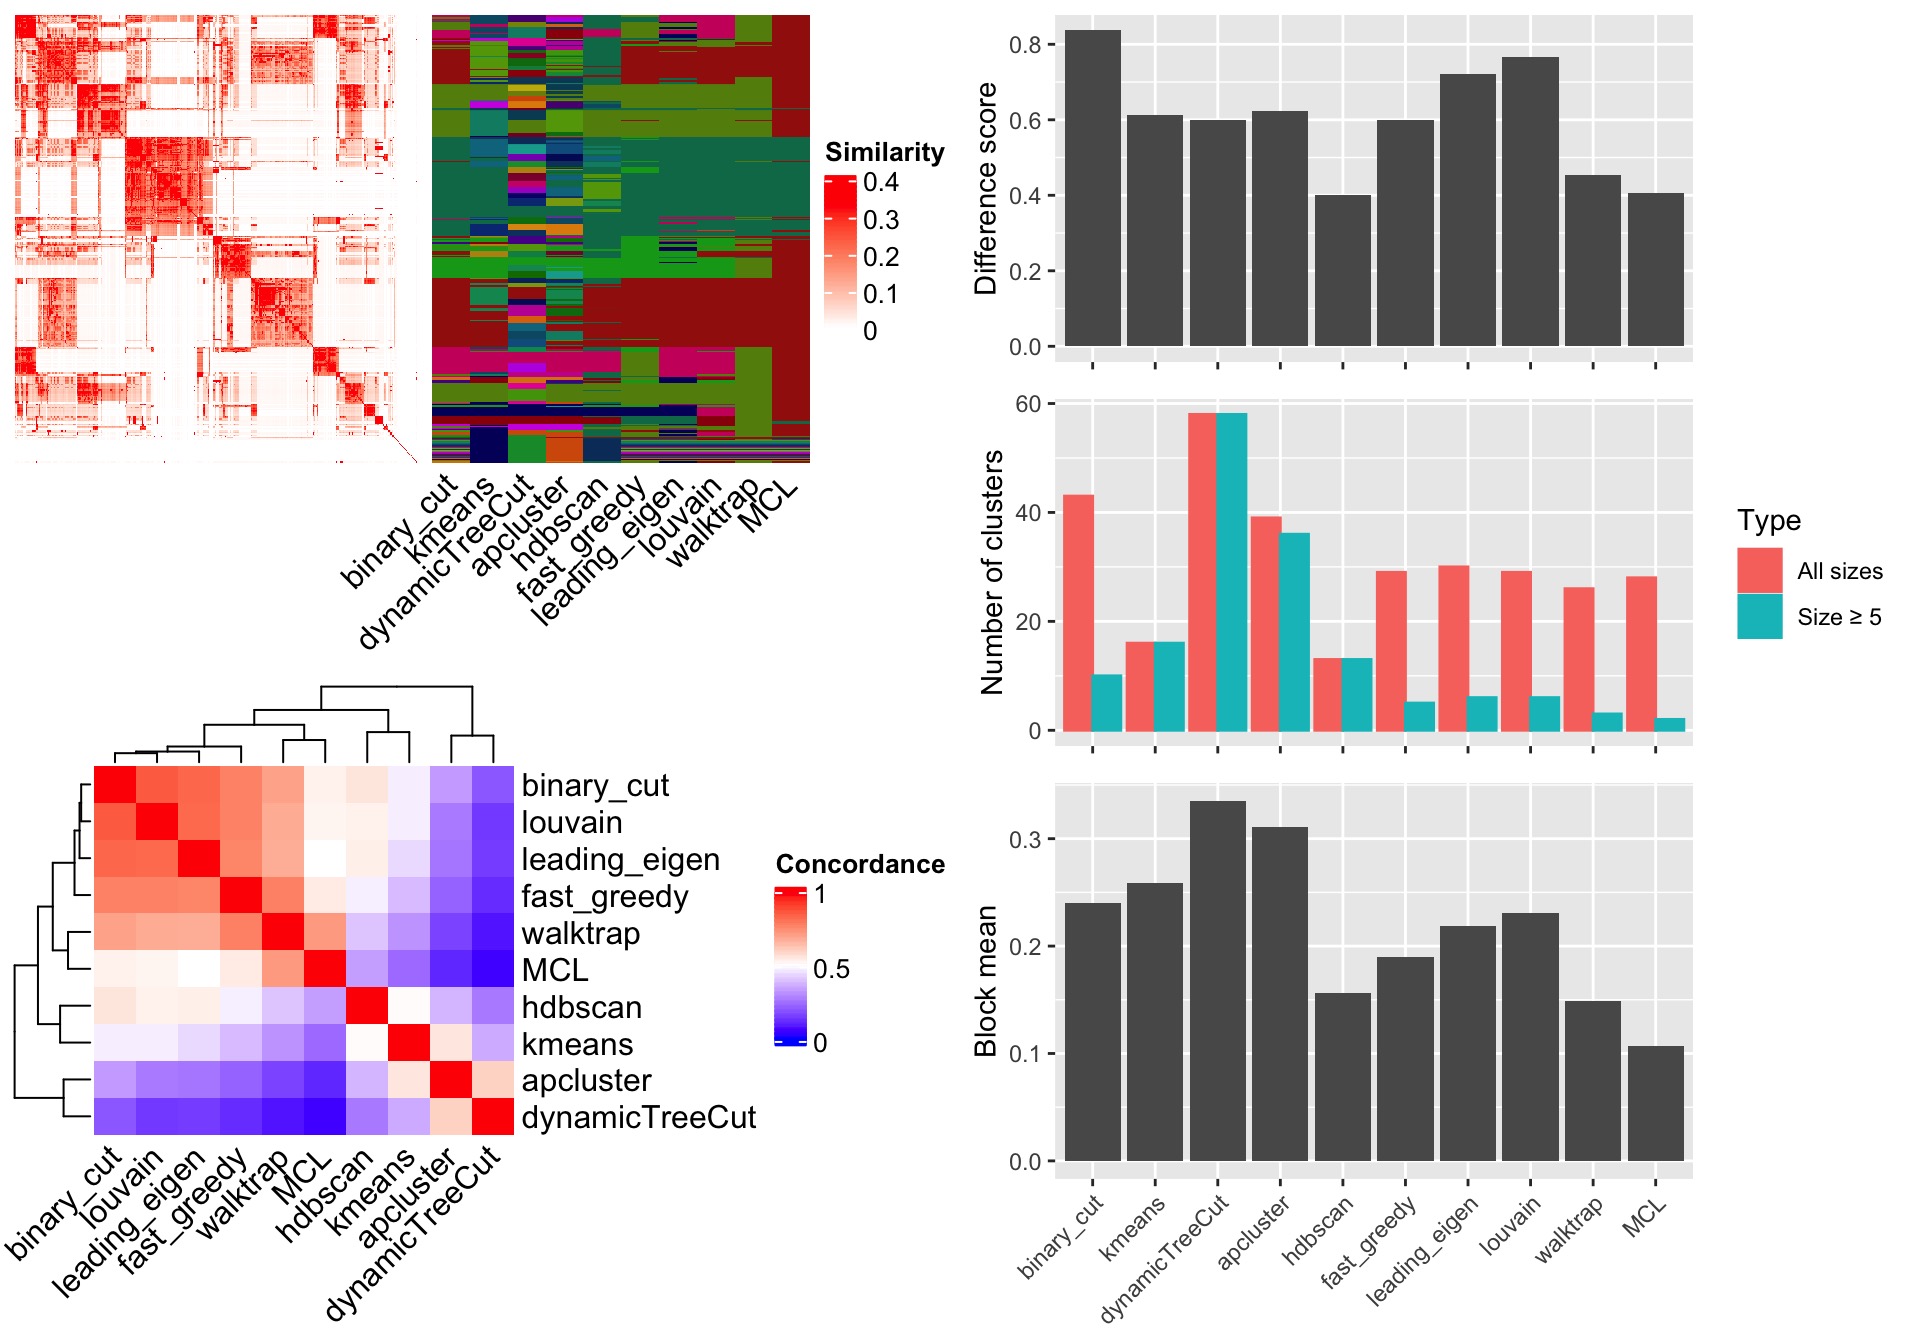 Similarity
0.4
0.3
0.2
0.1
0
binary_cut
kmeans
dynamicTreeCut
apcluster
hdbscan
fast_greedy
leading_eigen
louvain
walktrap
MCL
binary_cut
louvain
leading_eigen
fast_greedy
walktrap
MCL
hdbscan
kmeans
apcluster
dynamicTreeCut
Concordance
1
0.5
0
binary_cut
louvain
leading_eigen
fast_greedy
walktrap
MCL
hdbscan
kmeans
apcluster
dynamicTreeCut
Difference score
0.8
0.6
0.4
0.2
0.0
Number of clusters
60
40
20
0
Type
All sizes
Size ≥ 5
Block mean
0.3
0.2
0.1
0.0
binary_cut
kmeans
dynamicTreeCut
apcluster
hdbscan
fast_greedy
leading_eigen
louvain
walktrap
MCL